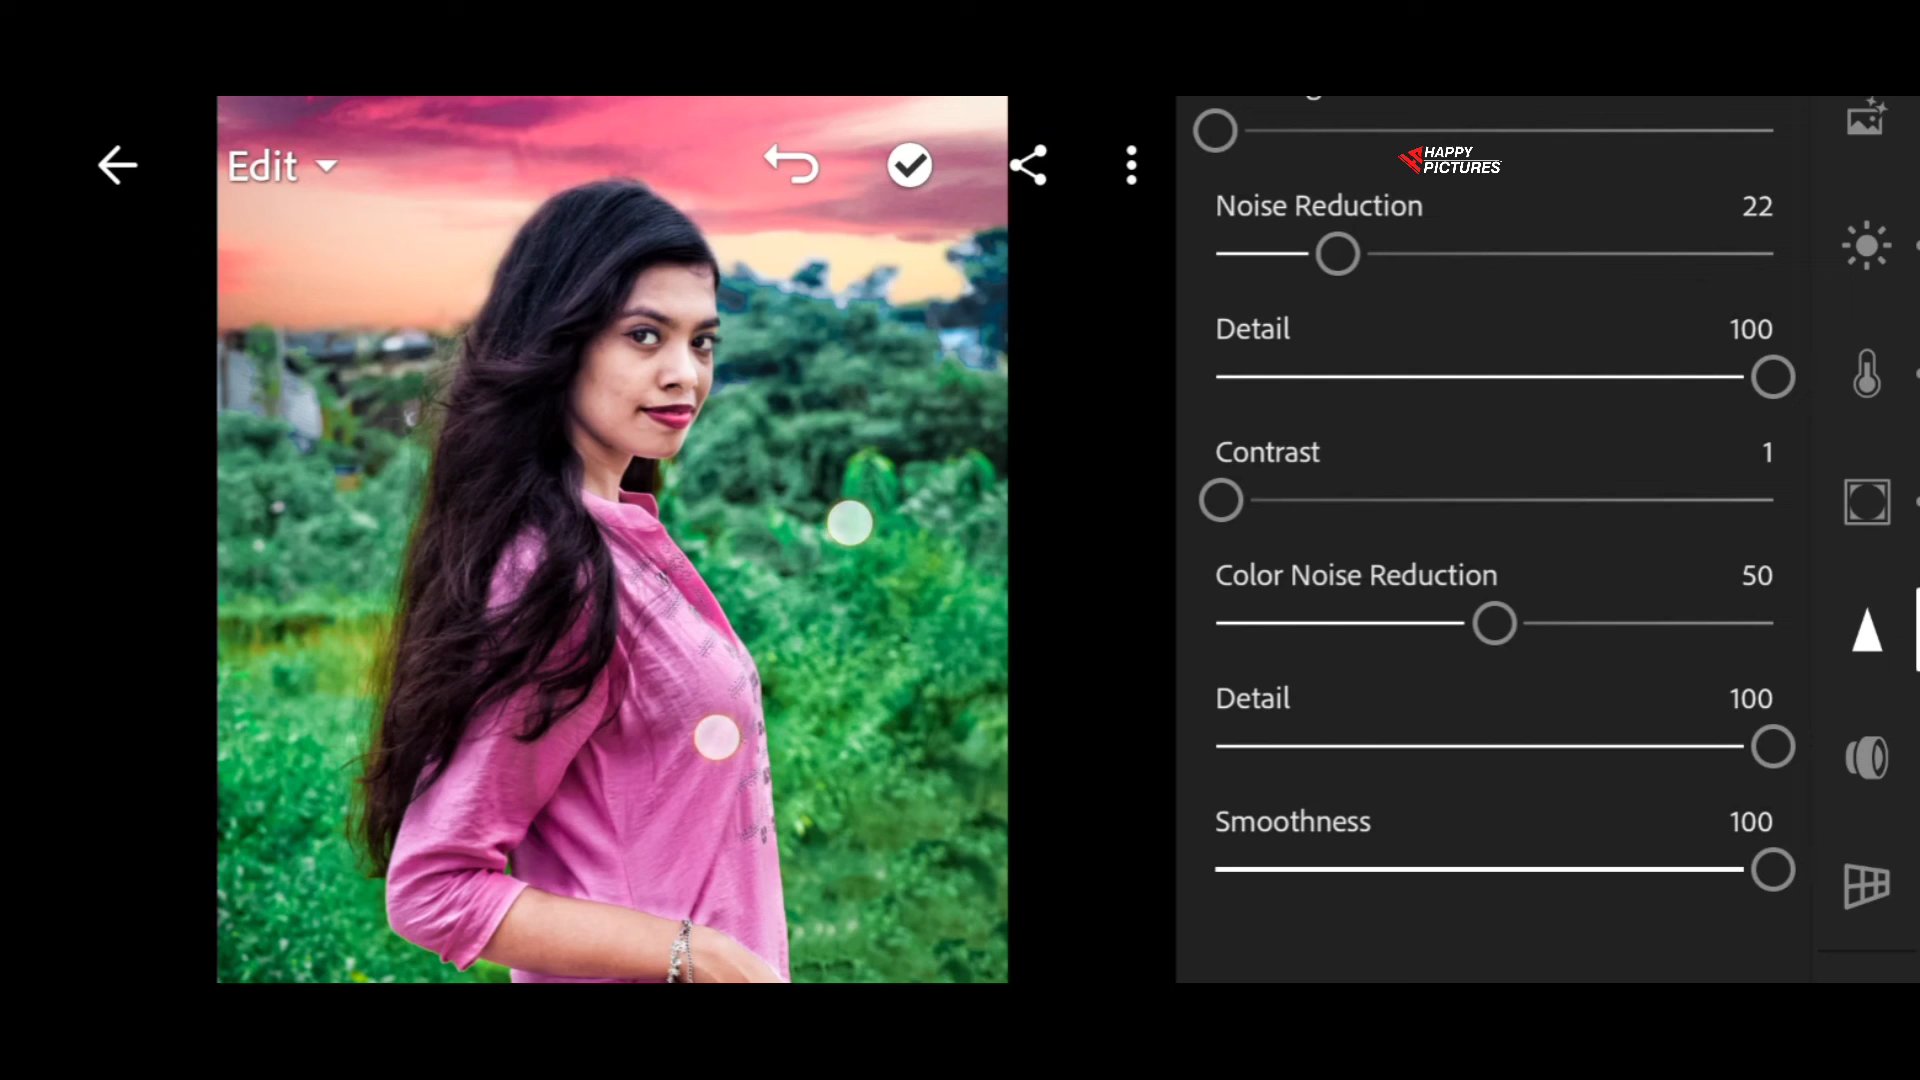 Edit
HAPPY
PICTURES
Noise Reduction 22
Detail 100
Contrast 1
Color Noise Reduction 50
Detail 100
Smoothness 100